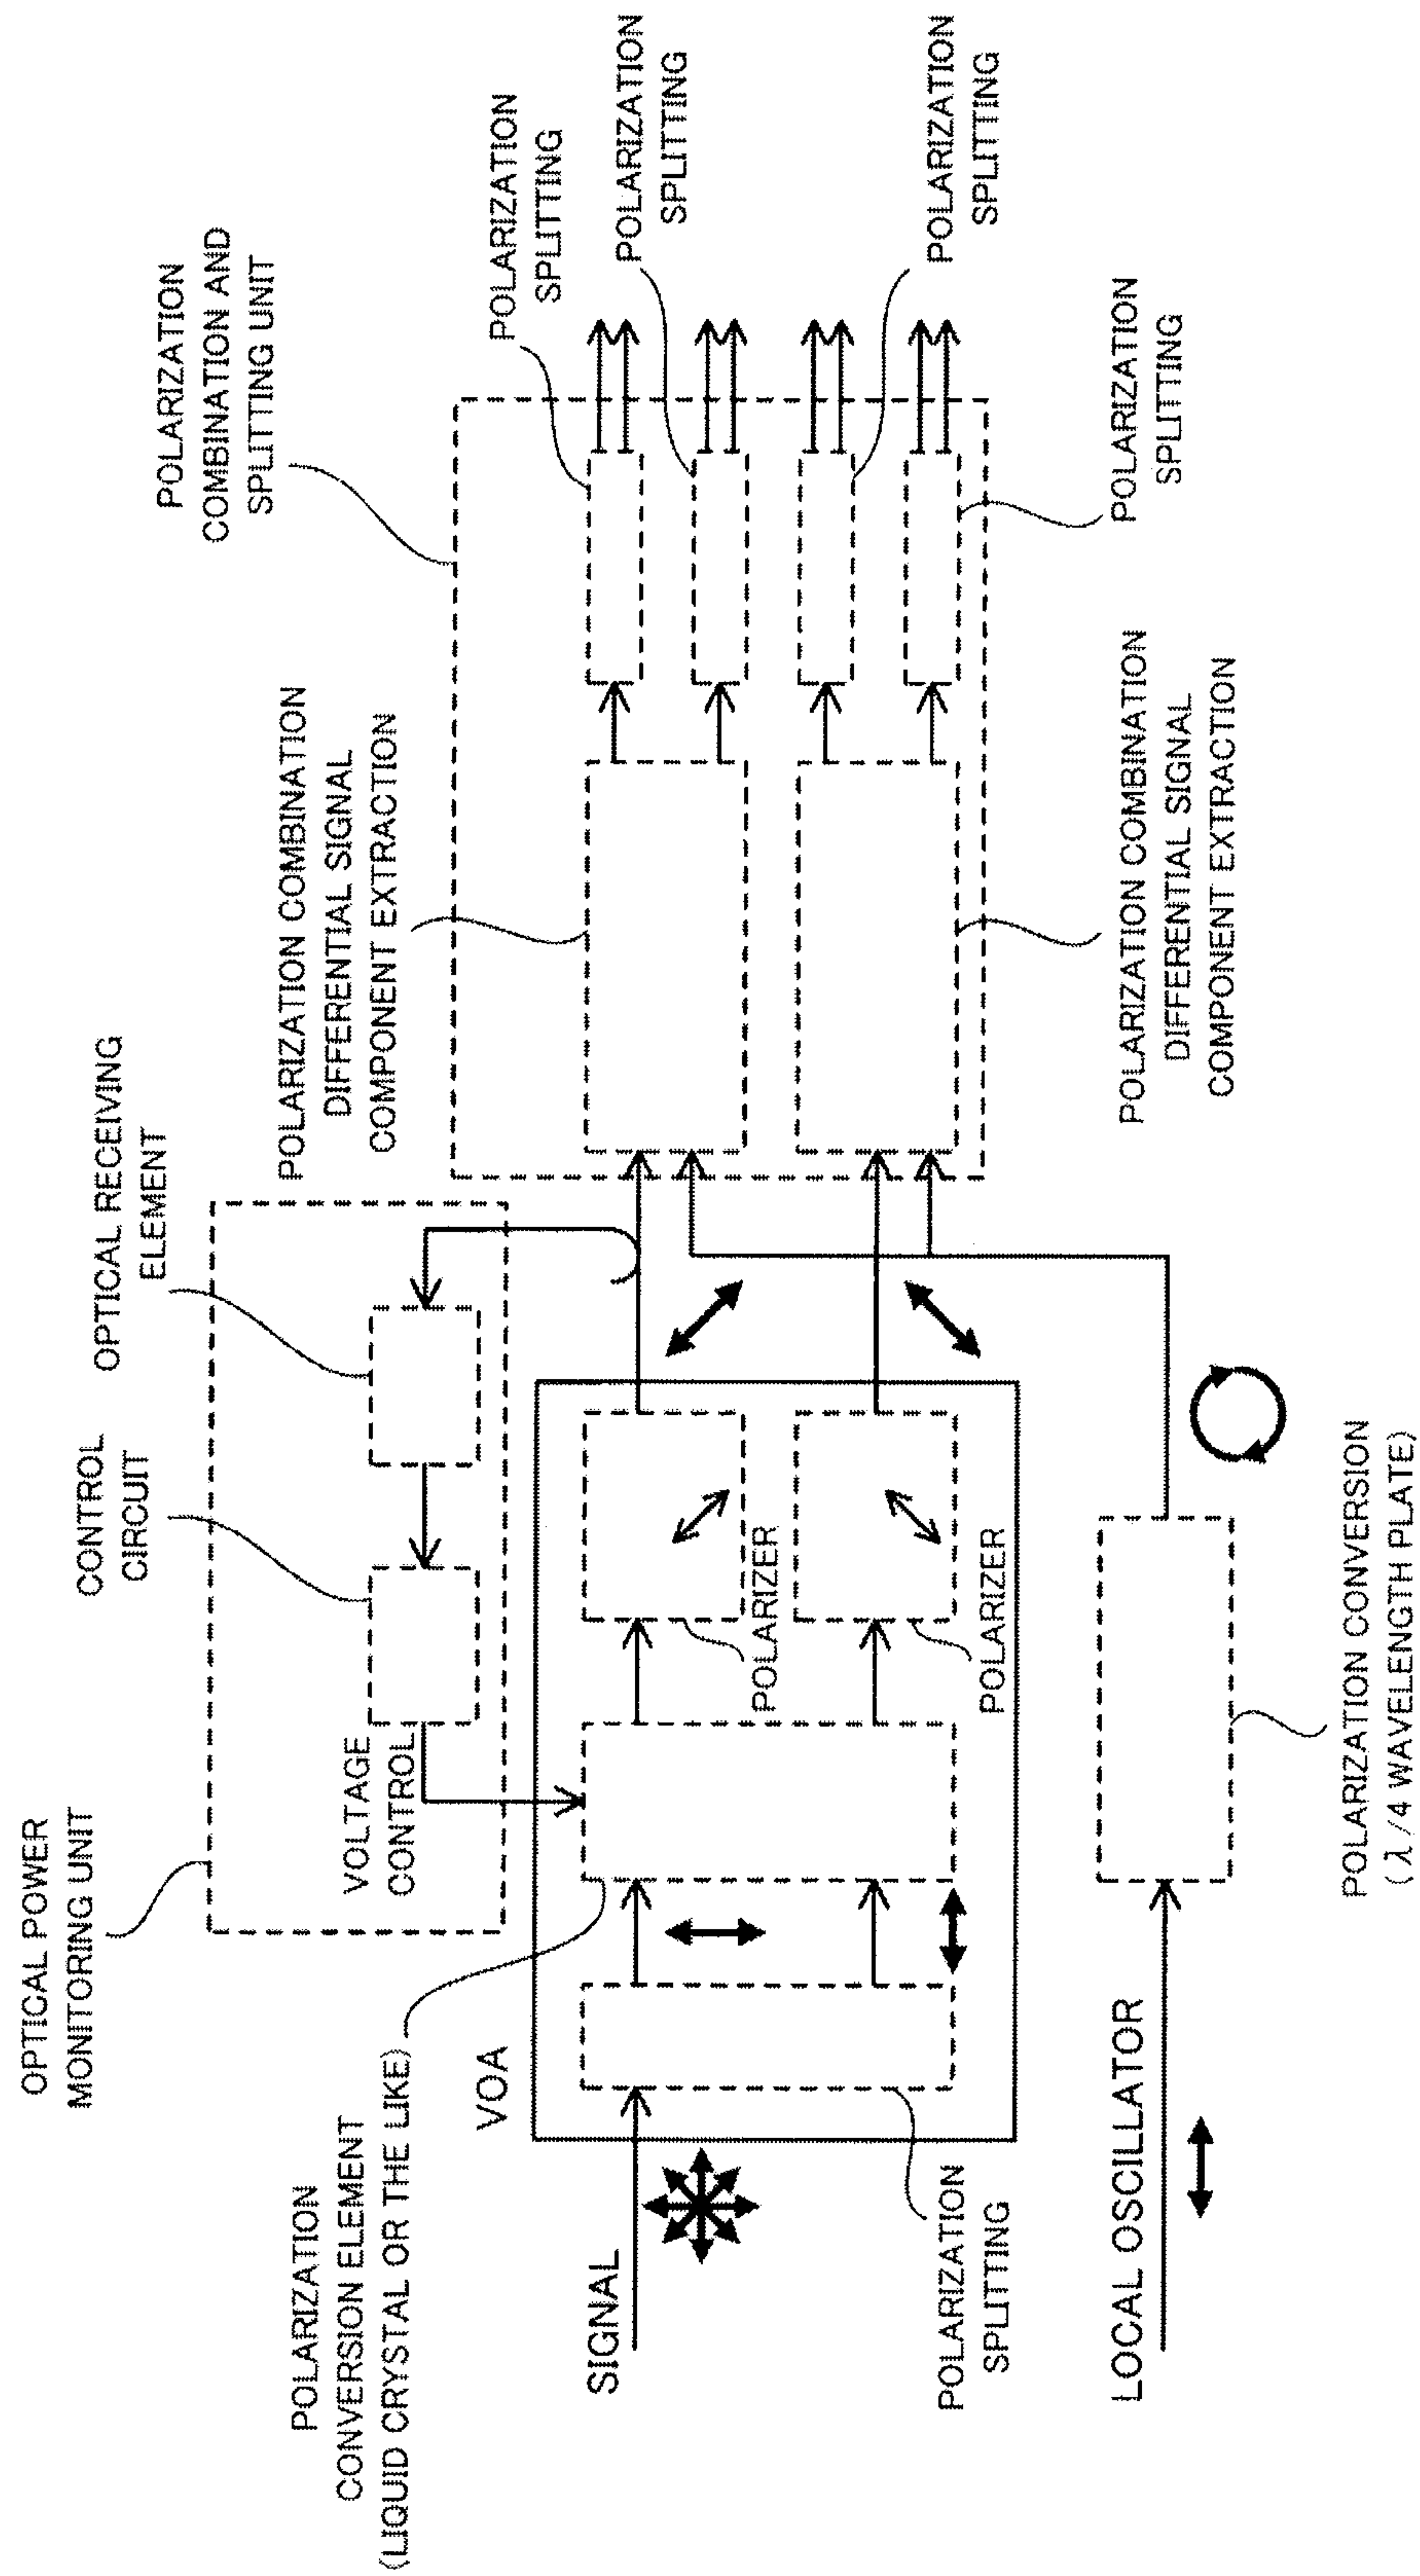 OPTICAL POWER
MONITORING UNIT
CONTROL
CIRCUIT
OPTICAL RECEIVING
ELEMENT
POLARIZATION
COMBINATION AND
SPLITTING UNIT
POLARIZATION
CONVERSION ELEMENT
(LIQUID CRYSTAL OR THE LIKE)
VOLTAGE
CONTROL
POLARIZATION COMBINATION
DIFFERENTIAL SIGNAL
COMPONENT EXTRACTION
POLARIZATION
SPLITTING
POLARIZATION
SPLITTING
POLARIZATION
SPLITTING
POLARIZATION
SPLITTING
VOA
SIGNAL
POLARIZER
POLARIZER
POLARIZATION
SPLITTING
POLARIZATION COMBINATION
DIFFERENTIAL SIGNAL
COMPONENT EXTRACTION
LOCAL OSCILLATOR
POLARIZATION CONVERSION
(λ/4 WAVELENGTH PLATE)